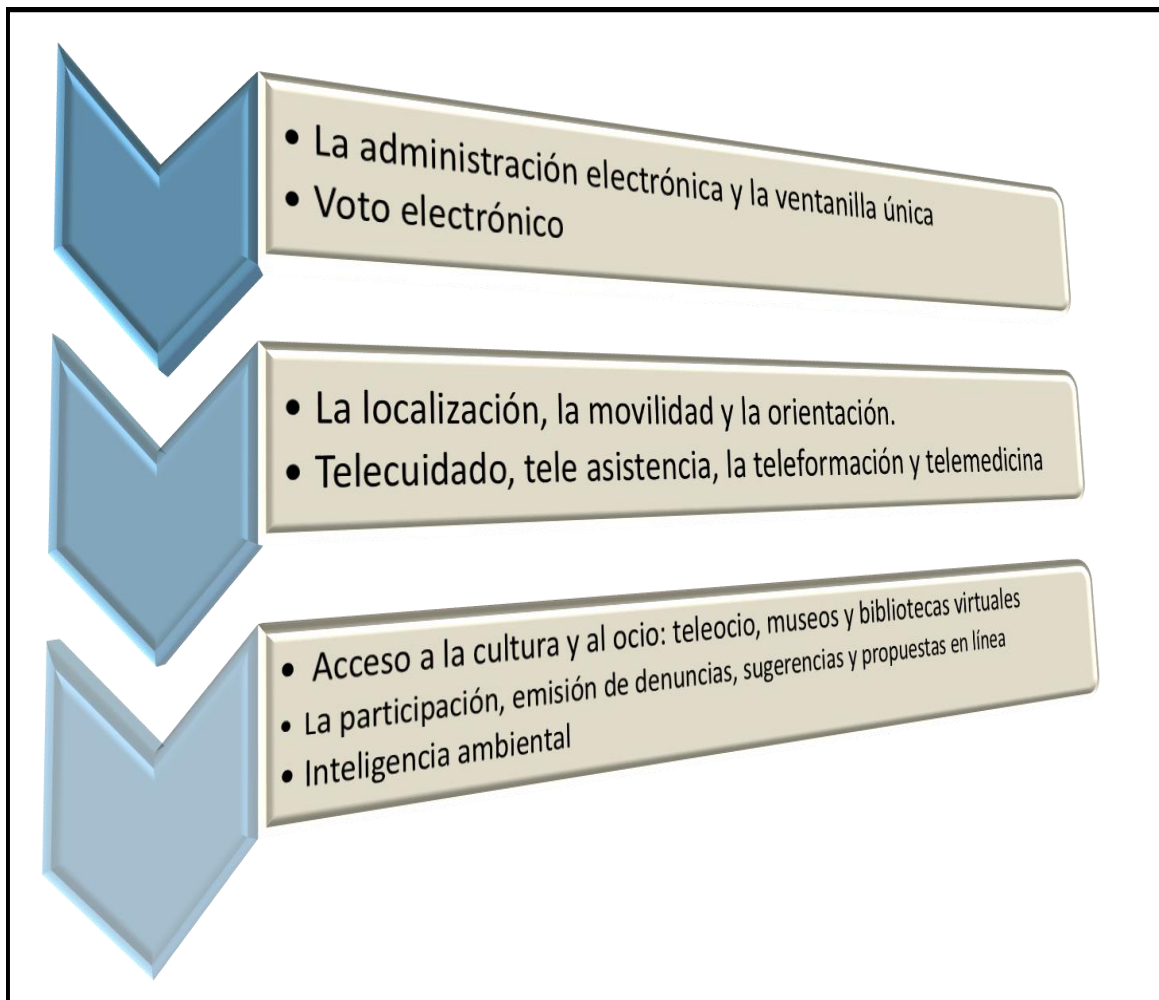 • La administración electrónica y la ventanilla única
• Voto electrónico
• La localización, la movilidad y la orientación.
• Telecuidado, tele asistencia, la teleformación y telemedicina
• Acceso a la cultura y al ocio: teleocio, museos y bibliotecas virtuales
• La participación, emisión de denuncias, sugerencias y propuestas en línea
• Inteligencia ambiental